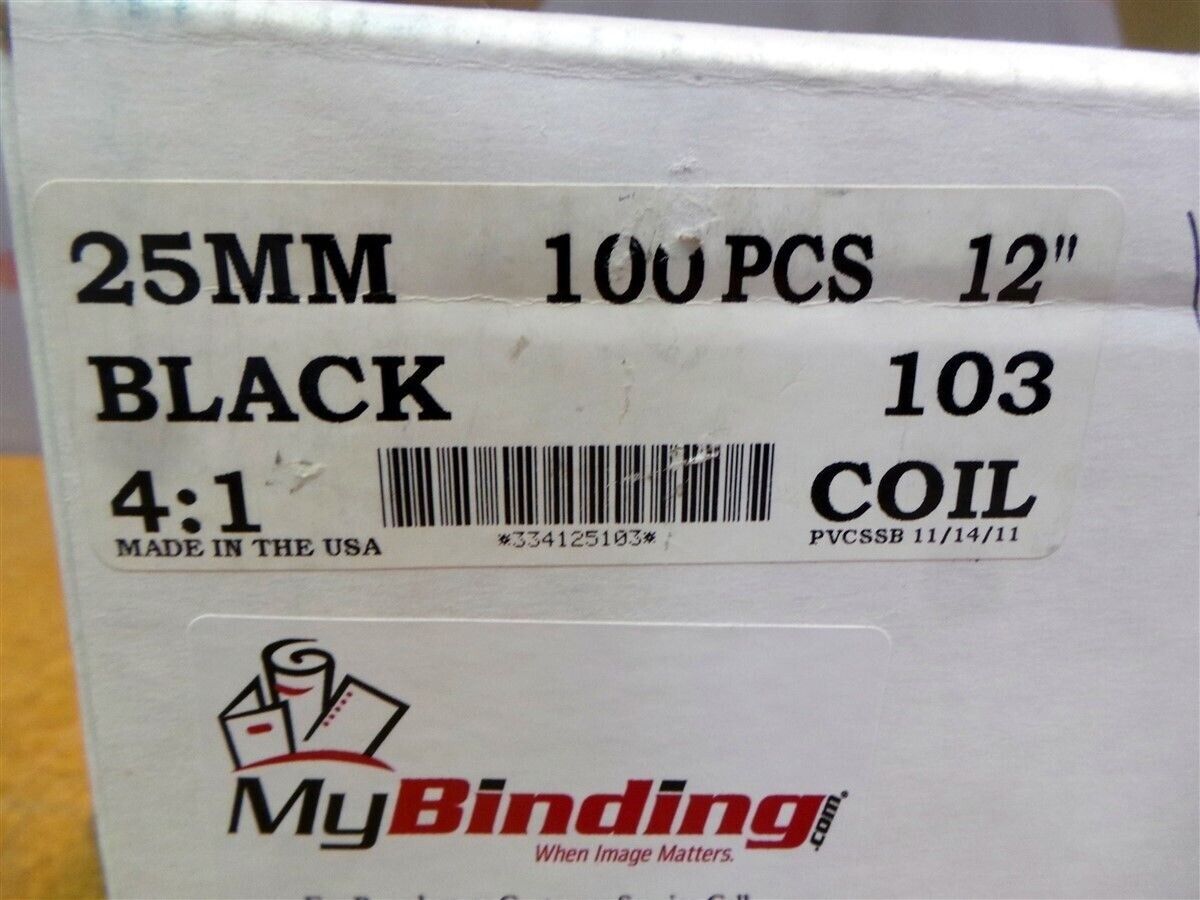 25MM 100 PCS 12"
BLACK 103
4:1 COIL
MADE IN THE USA *334125103* PVCSSB 11/14/11
MyBinding.com®
When Image Matters.